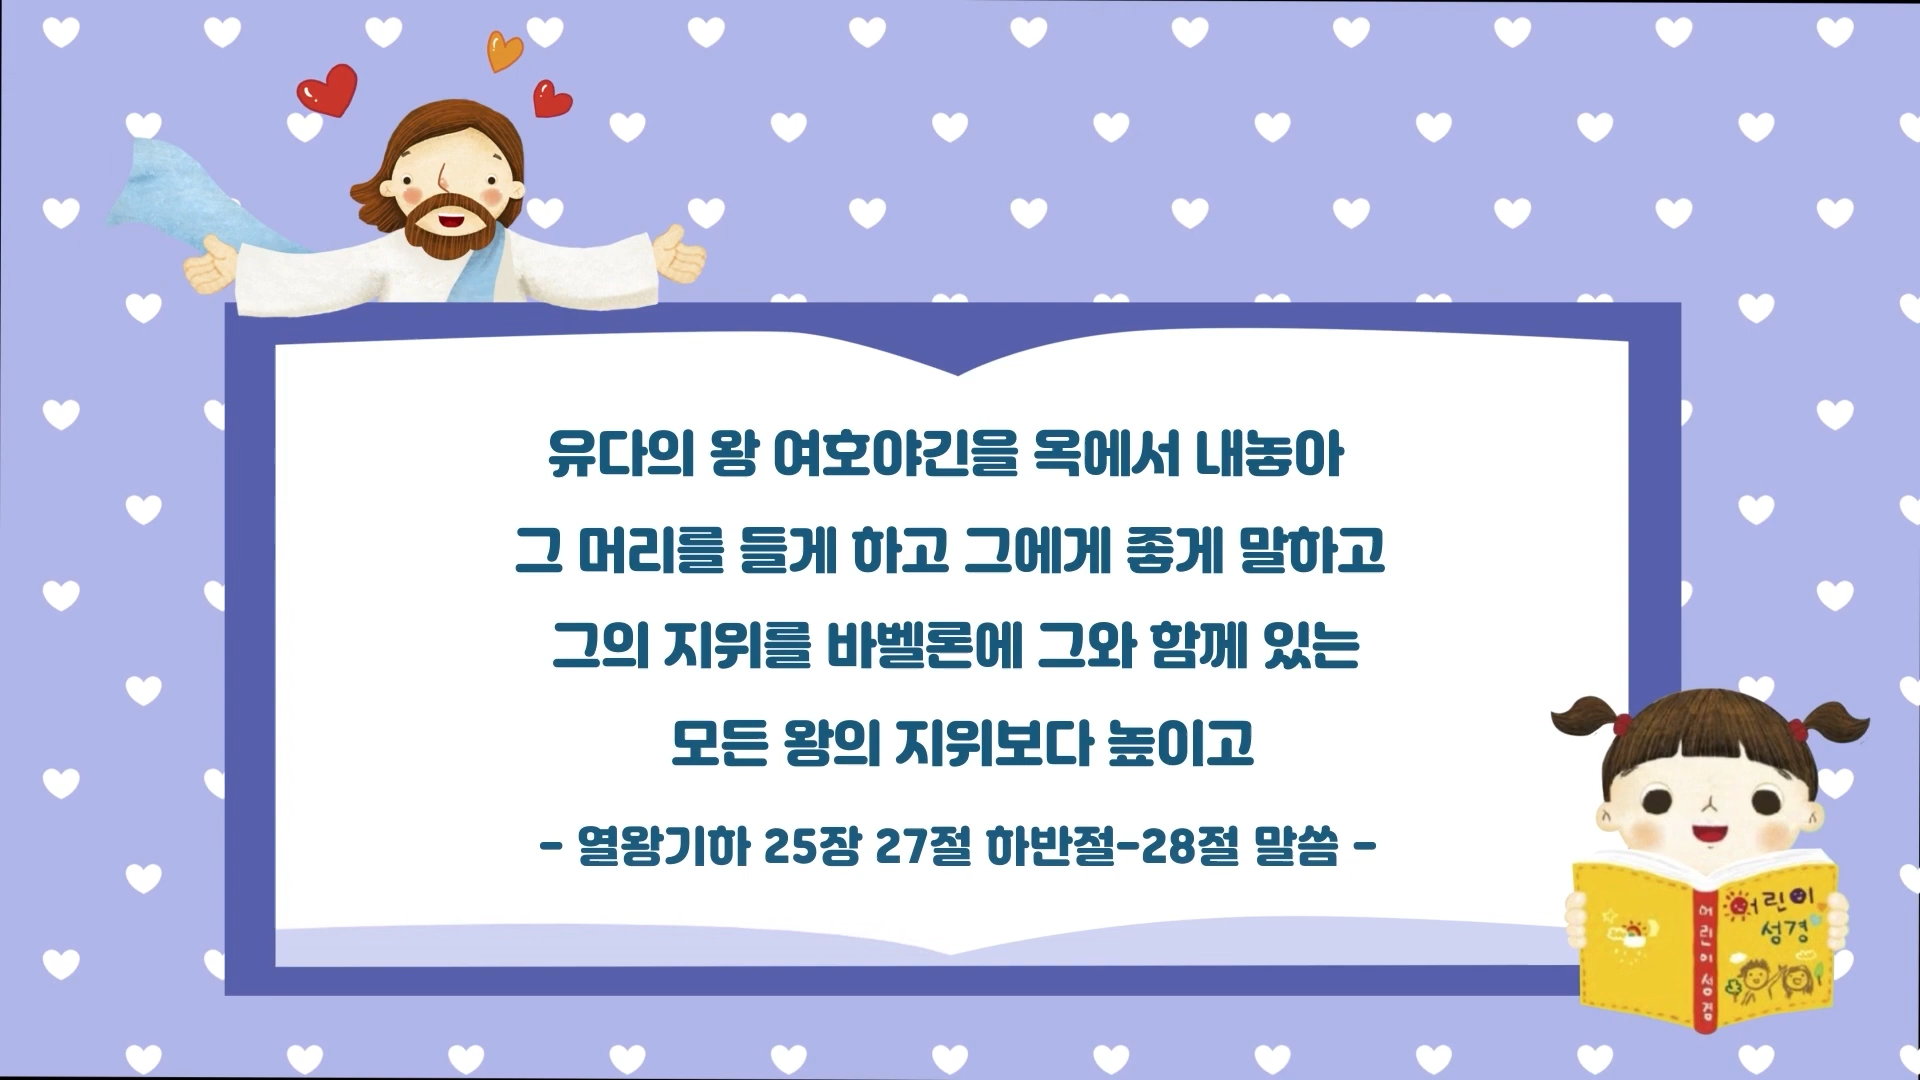 유다의 왕 여호야긴을 옥에서 내놓아
그 머리를 들게 하고 그에게 좋게 말하고
그의 지위를 바벨론에 그와 함께 있는
모든 왕의 지위보다 높이고
- 열왕기하 25장 27절 하반절-28절 말씀 -
어린이 성경
어린이
성경